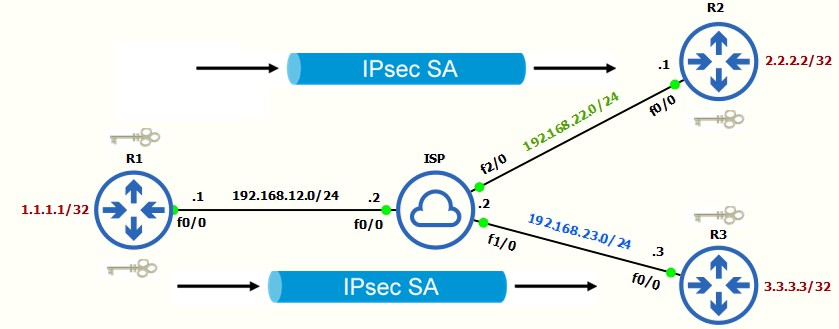 R2
IPsec SA
.1
2.2.2.2/32
192.168.22.0/24
f0/0
R1
ISP
f2/0
1.1.1.1/32
.1
192.168.12.0/24
.2
.2
f0/0
f0/0
192.168.23.0/24
f1/0
R3
.3
f0/0
3.3.3.3/32
IPsec SA